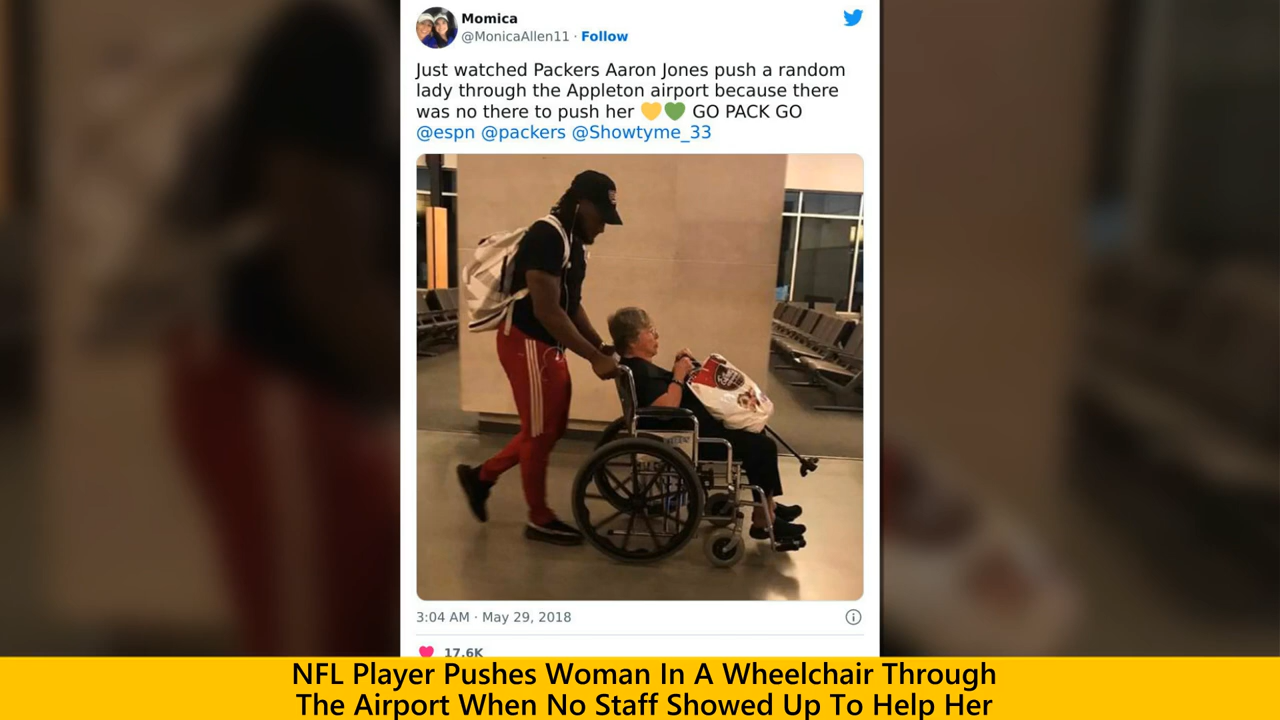 Momica
@MonicaAllen11 · Follow
Just watched Packers Aaron Jones push a random
lady through the Appleton airport because there
was no there to push her 💛💚 GO PACK GO
@espn @packers @Showtyme_33
3:04 AM · May 29, 2018
17.6K
NFL Player Pushes Woman In A Wheelchair Through
The Airport When No Staff Showed Up To Help Her